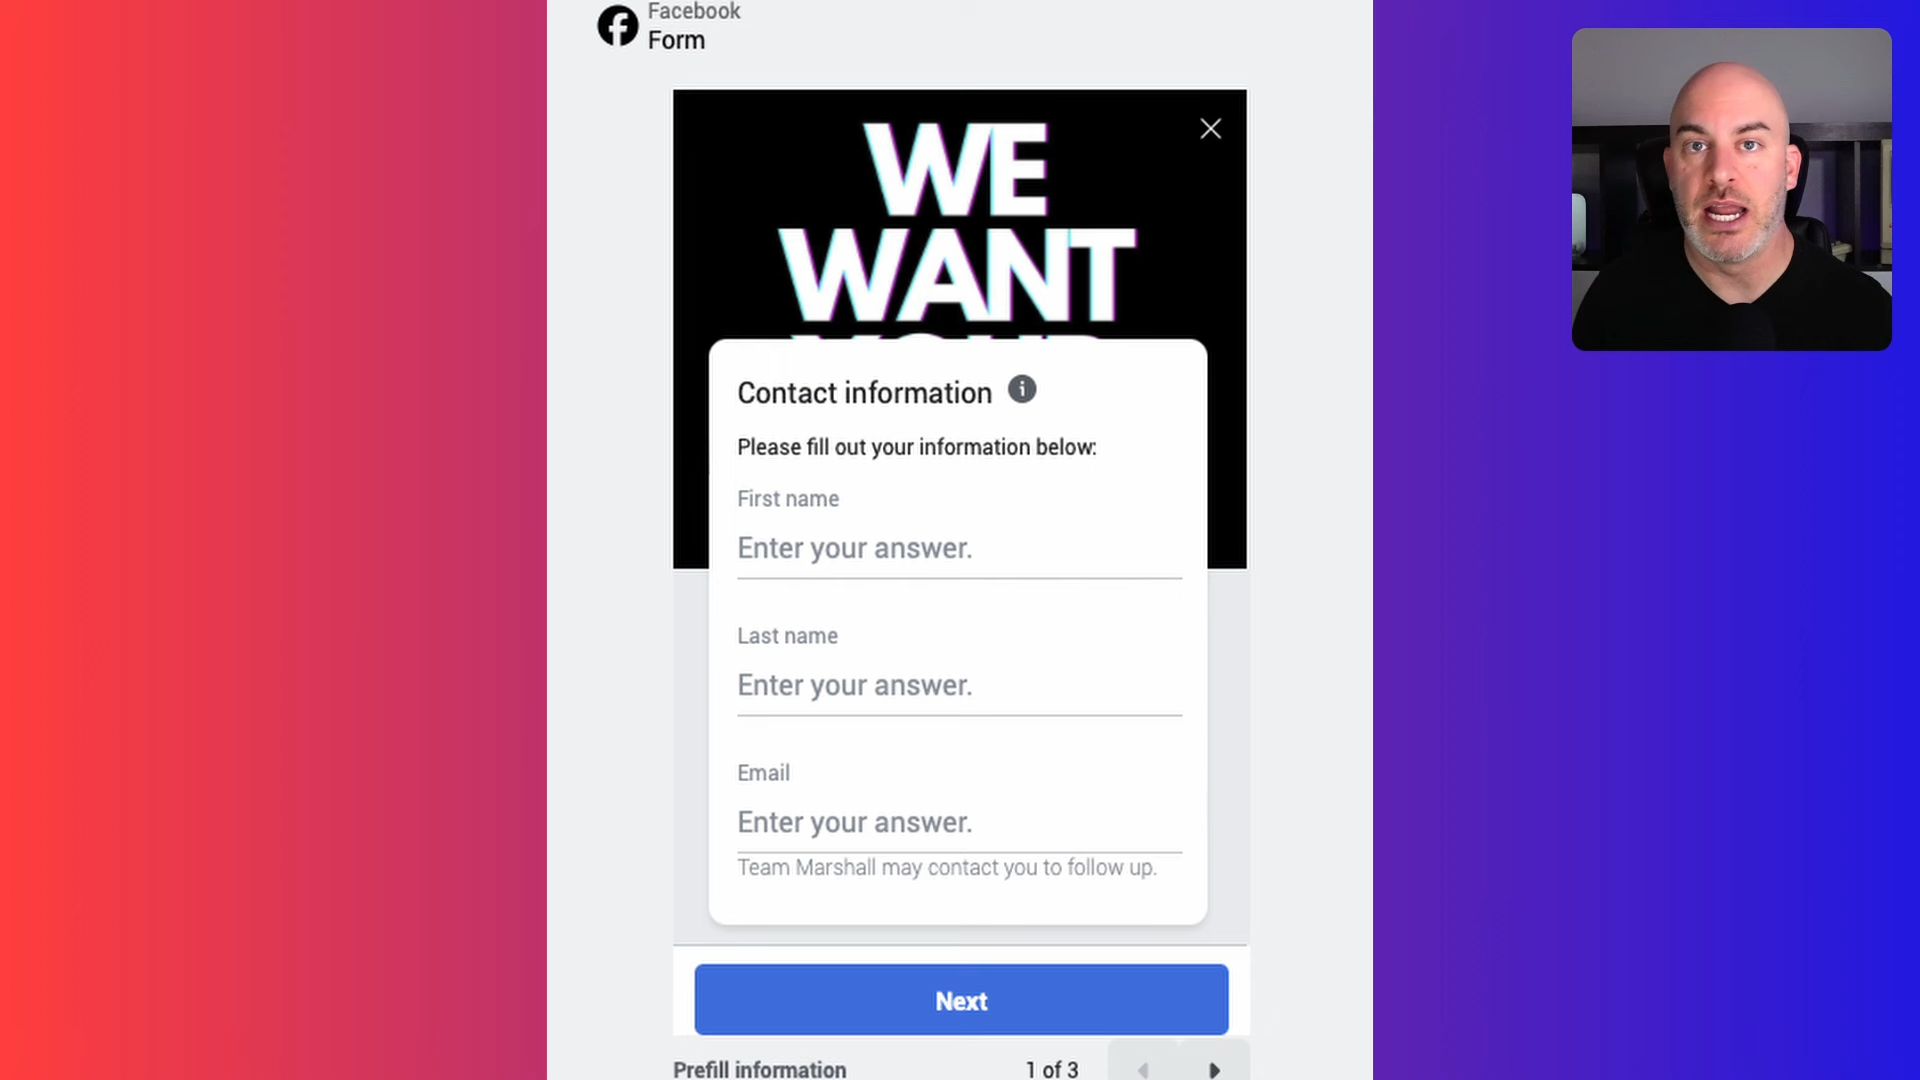 Facebook
Form
WE
WANT
Contact information
Please fill out your information below:
First name
Enter your answer.
Last name
Enter your answer.
Email
Enter your answer.
Team Marshall may contact you to follow up.
Next
Prefill information
1 of 3